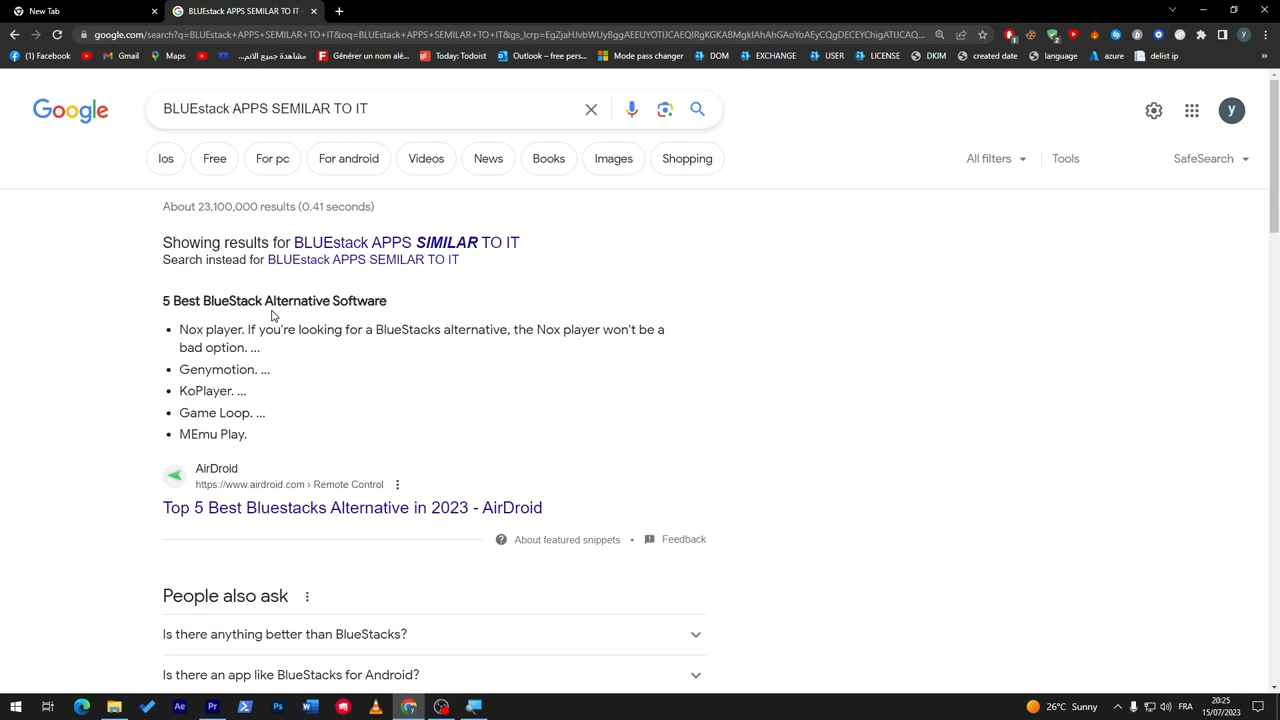 New Tab
BLUEstack APPS SIMILAR TO IT -
google.com/search?q=BLUEstack+APPS+SEMILAR+TO+IT&oq=BLUEstack+APPS+SEMILAR+TO+IT&gs_lcrp=
(1) Facebook
Gmail
Maps
مشاهدة جميع الانم...
Générer un nom alé...
Today: Todoist
Outlook – free pers...
Mode pass changer
DOM
EXCHANGE
USER
LICENSE
DKIM
created date
language
azure
delist ip
Google
BLUEstack APPS SEMILAR TO IT
y
Ios
Free
For pc
For android
Videos
News
Books
Images
Shopping
All filters
Tools
SafeSearch
About 23,100,000 results (0.41 seconds)
Showing results for BLUEstack APPS SIMILAR TO IT
Search instead for BLUEstack APPS SEMILAR TO IT
5 Best BlueStack Alternative Software
• Nox player. If you're looking for a BlueStacks alternative, the Nox player won't be a
bad option. ...
• Genymotion. ...
• KoPlayer. ...
• Game Loop. ...
• MEmu Play.
AirDroid
https://www.airdroid.com › Remote Control
Top 5 Best Bluestacks Alternative in 2023 - AirDroid
About featured snippets • Feedback
People also ask
Is there anything better than BlueStacks?
Is there an app like BlueStacks for Android?
26°C Sunny
FRA
20:25
15/07/2023